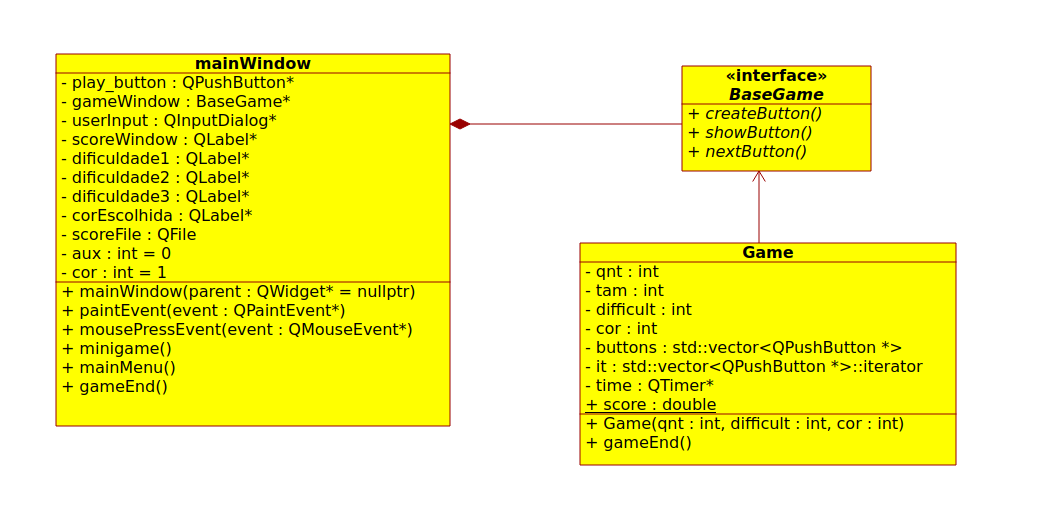 mainWindow
- play_button : QPushButton*
- gameWindow : BaseGame*
- userInput : QInputDialog*
- scoreWindow : QLabel*
- dificuldade1 : QLabel*
- dificuldade2 : QLabel*
- dificuldade3 : QLabel*
- corEscolhida : QLabel*
- scoreFile : QFile
- aux : int = 0
- cor : int = 1
+ mainWindow(parent : QWidget* = nullptr)
+ paintEvent(event : QPaintEvent*)
+ mousePressEvent(event : QMouseEvent*)
+ minigame()
+ mainMenu()
+ gameEnd()
«interface»
BaseGame
+ createButton()
+ showButton()
+ nextButton()
Game
- qnt : int
- tam : int
- difficult : int
- cor : int
- buttons : std::vector<QPushButton *>
- it : std::vector<QPushButton *>::iterator
- time : QTimer*
+ score : double
+ Game(qnt : int, difficult : int, cor : int)
+ gameEnd()